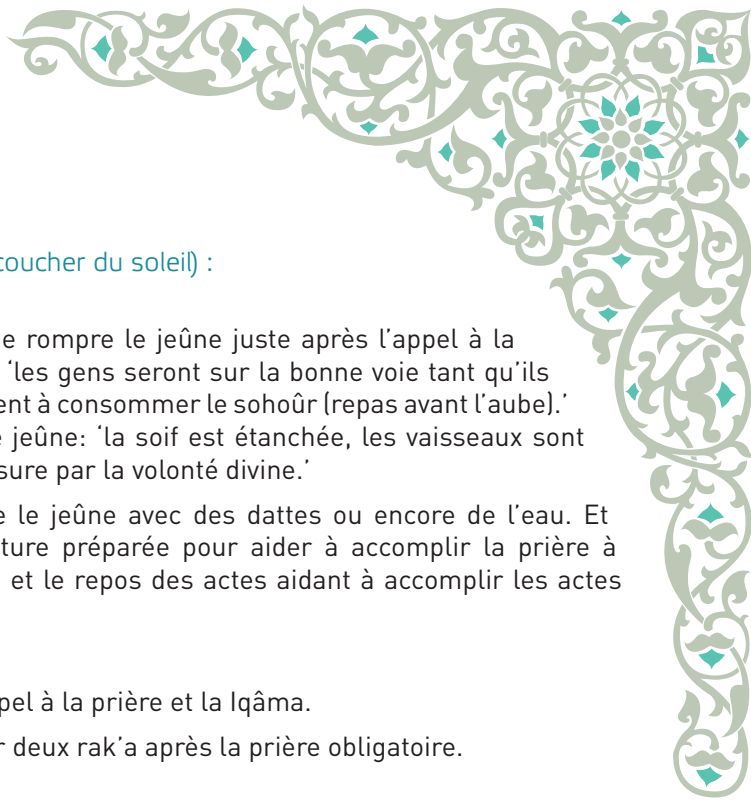 coucher du soleil) :
e rompre le jeûne juste après l’appel à la
‘les gens seront sur la bonne voie tant qu’ils
ent à consommer le sohoûr (repas avant l’aube).’
e jeûne: ‘la soif est étanchée, les vaisseaux sont
sure par la volonté divine.’
e le jeûne avec des dattes ou encore de l’eau. Et
ture préparée pour aider à accomplir la prière à
et le repos des actes aidant à accomplir les actes
pel à la prière et la Iqâma.
r deux rak’a après la prière obligatoire.